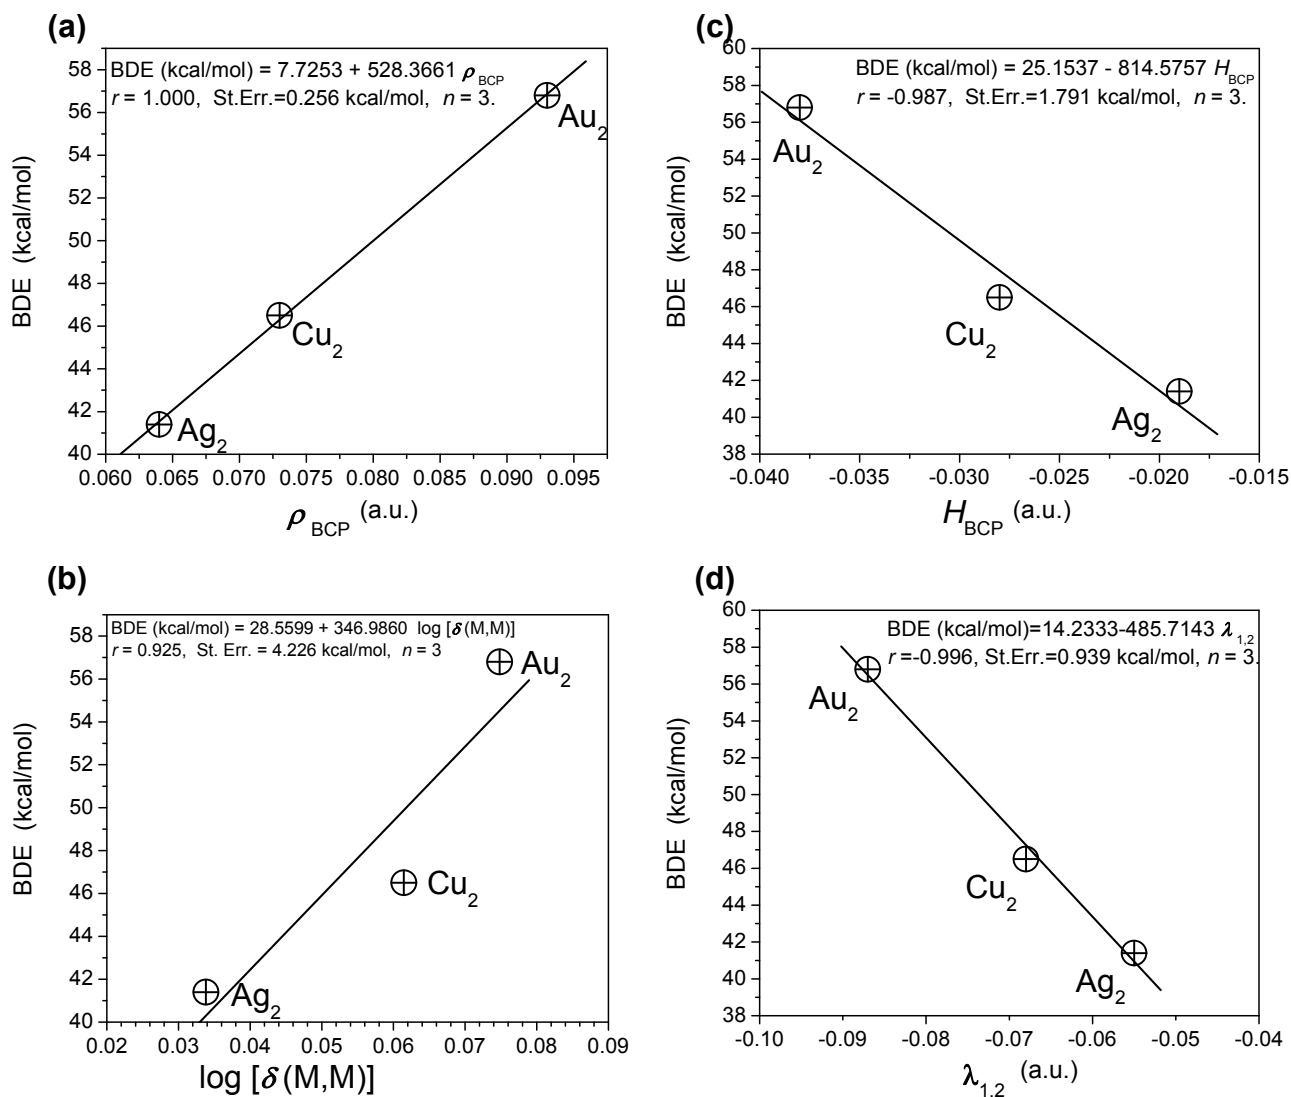 (a)
BDE (kcal/mol) = 7.7253 + 528.3661 ρ BCP
r = 1.000, St.Err.=0.256 kcal/mol, n = 3.
58
56
54
52
50
48
46
44
42
40
BDE (kcal/mol)
Au2
Cu2
Ag2
0.060 0.065 0.070 0.075 0.080 0.085 0.090 0.095
ρ BCP (a.u.)
(c)
BDE (kcal/mol) = 25.1537 - 814.5757 HBCP
r = -0.987, St.Err.=1.791 kcal/mol, n = 3.
60
58
56
54
52
50
48
46
44
42
40
38
BDE (kcal/mol)
Au2
Cu2
Ag2
-0.040 -0.035 -0.030 -0.025 -0.020 -0.015
HBCP (a.u.)
(b)
BDE (kcal/mol) = 28.5599 + 346.9860 log [δ(M,M)]
r = 0.925, St. Err. = 4.226 kcal/mol, n = 3
58
56
54
52
50
48
46
44
42
40
BDE (kcal/mol)
Au2
Cu2
Ag2
0.02 0.03 0.04 0.05 0.06 0.07 0.08 0.09
log [δ(M,M)]
(d)
BDE (kcal/mol)=14.2333-485.7143 λ1,2
r =-0.996, St.Err.=0.939 kcal/mol, n = 3.
60
58
56
54
52
50
48
46
44
42
40
38
BDE (kcal/mol)
Au2
Cu2
Ag2
-0.10 -0.09 -0.08 -0.07 -0.06 -0.05 -0.04
λ1,2 (a.u.)